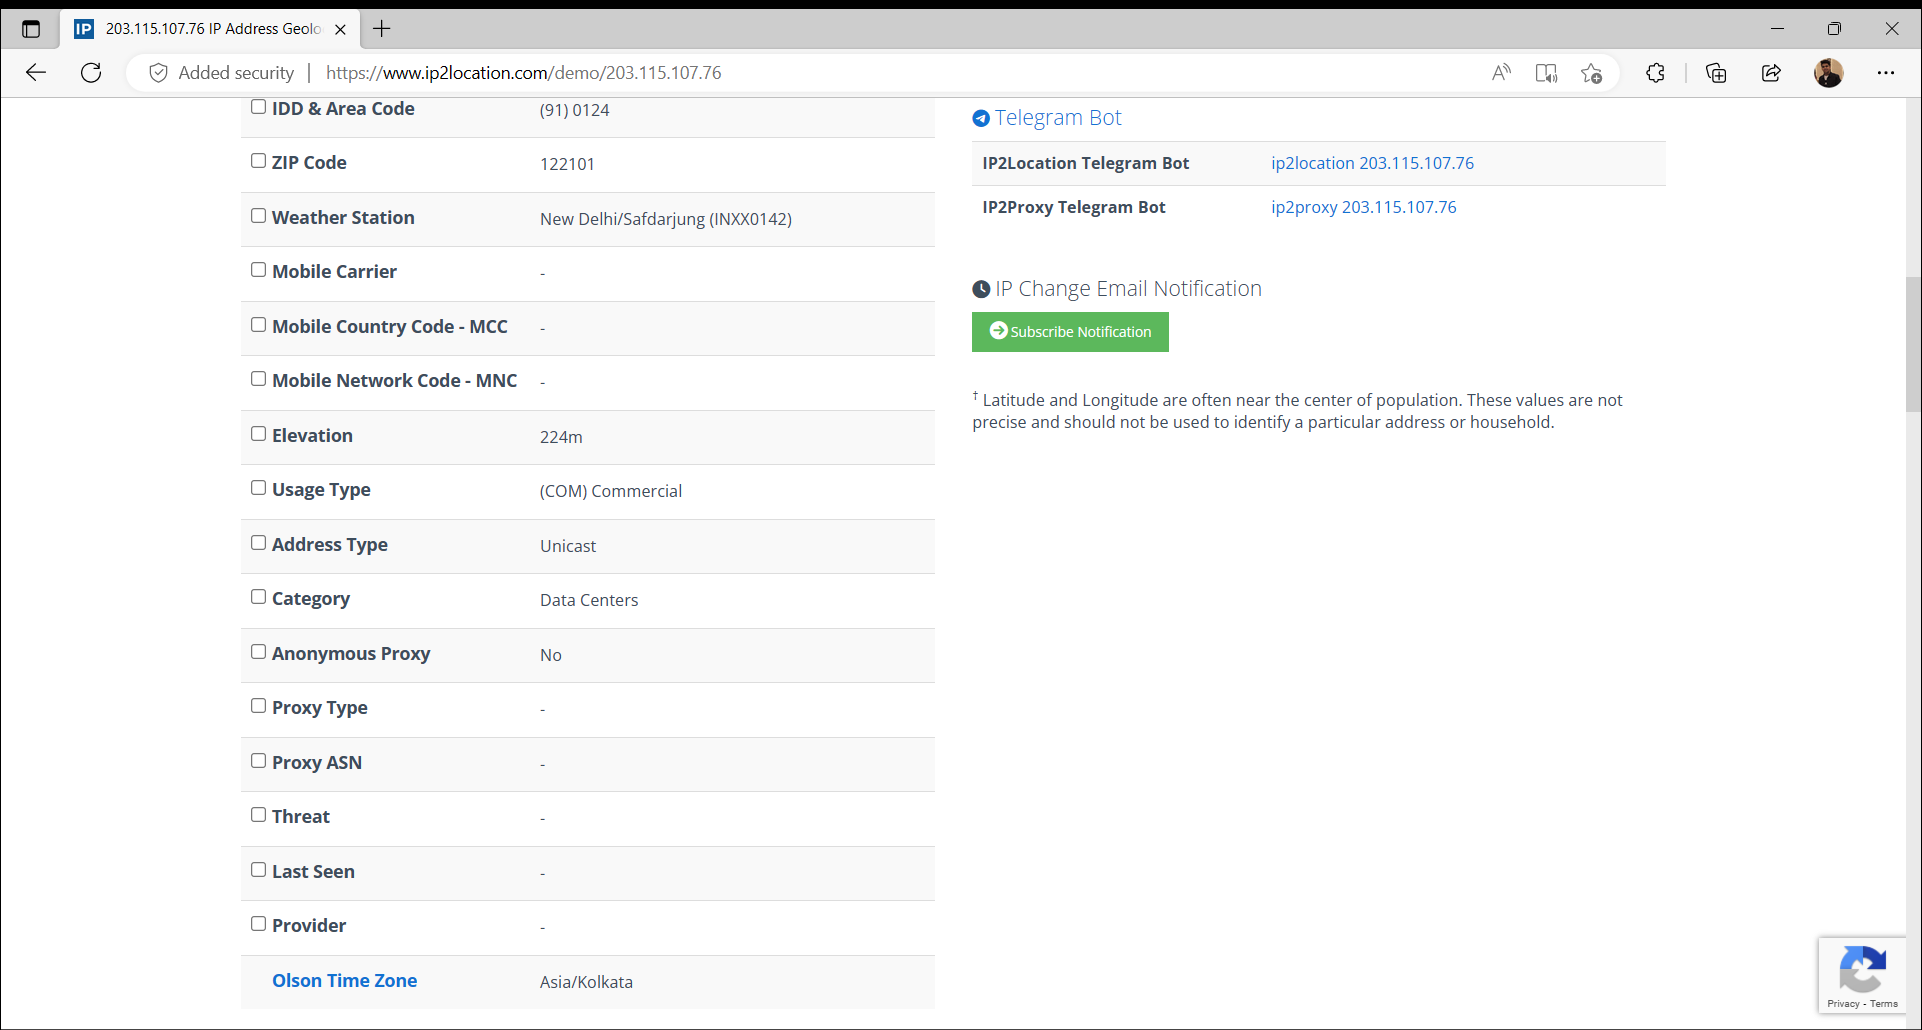 IP 203.115.107.76 IP Address Geolo
Added security | https://www.ip2location.com/demo/203.115.107.76
IDD & Area Code (91) 0124
ZIP Code 122101
Weather Station New Delhi/Safdarjung (INXX0142)
Mobile Carrier -
Mobile Country Code - MCC -
Mobile Network Code - MNC -
Elevation 224m
Usage Type (COM) Commercial
Address Type Unicast
Category Data Centers
Anonymous Proxy No
Proxy Type -
Proxy ASN -
Threat -
Last Seen -
Provider -
Olson Time Zone Asia/Kolkata
Telegram Bot
IP2Location Telegram Bot ip2location 203.115.107.76
IP2Proxy Telegram Bot ip2proxy 203.115.107.76
IP Change Email Notification
Subscribe Notification
† Latitude and Longitude are often near the center of population. These values are not
precise and should not be used to identify a particular address or household.
Privacy - Terms